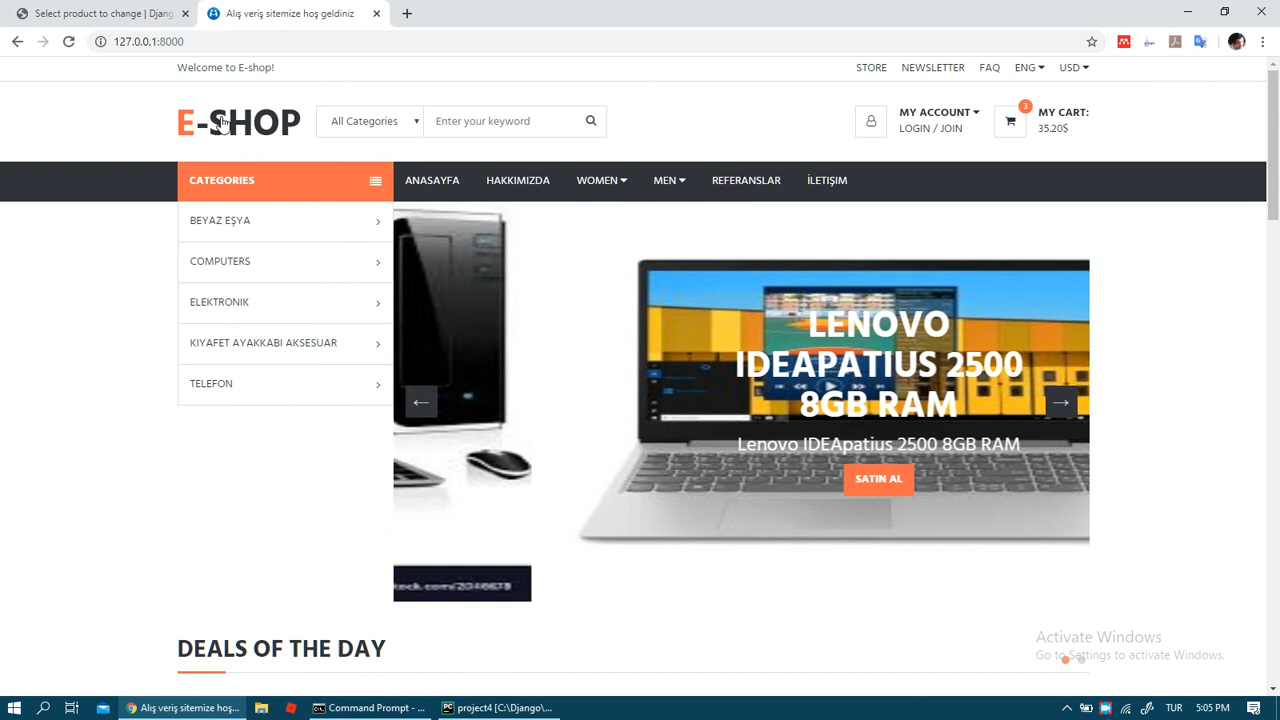 Select product to change | Djang
Alış veriş sitemize hoş geldiniz
127.0.0.1:8000
Welcome to E-shop!
STORE NEWSLETTER FAQ ENG USD
E-SHOP
All Categories
Enter your keyword
MY ACCOUNT
LOGIN / JOIN
3
MY CART:
35.20$
CATEGORIES
ANASAYFA HAKKIMIZDA WOMEN MEN REFERANSLAR İLETIŞIM
BEYAZ EŞYA
COMPUTERS
ELEKTRONIK
KIYAFET AYAKKABI AKSESUAR
TELEFON
LENOVO
IDEAPATIUS 2500
8GB RAM
Lenovo IDEApatius 2500 8GB RAM
SATIN AL
DEALS OF THE DAY
Activate Windows
Go to Settings to activate Windows.
Alış veriş sitemize hoş...
Command Prompt - ...
project4 [C:\Django\...
TUR
5:05 PM